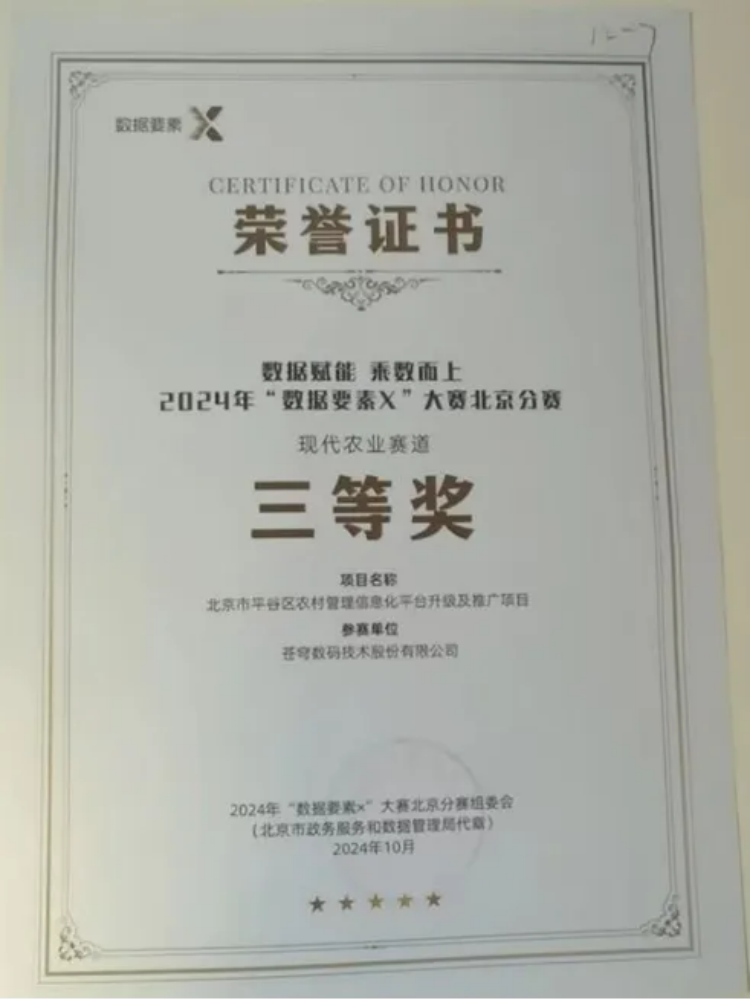 数据要素X
CERTIFICATE OF HONOR
荣誉证书
数据赋能 乘数而上
2024年“数据要素X”大赛北京分赛
现代农业赛道
三等奖
项目名称
北京市平谷区农村管理信息化平台升级及推广项目
参赛单位
苍穹数码技术股份有限公司
2024年“数据要素×”大赛北京分赛组委会
(北京市政务服务和数据管理局代章)
2024年10月